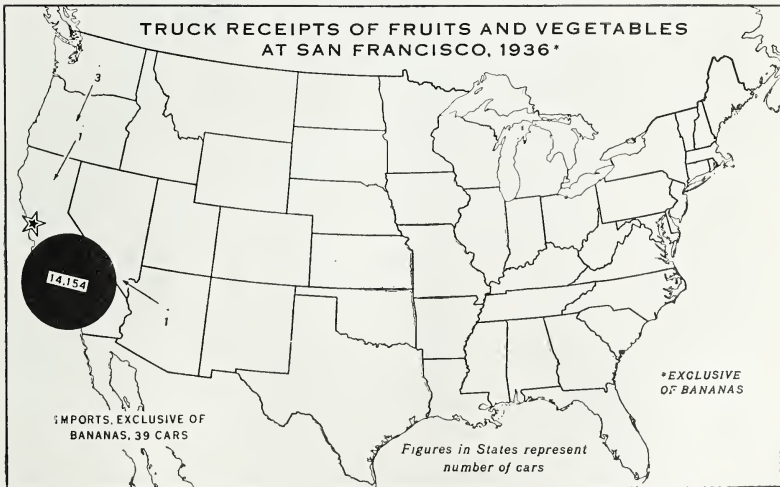 TRUCK RECEIPTS OF FRUITS AND VEGETABLES
AT SAN FRANCISCO, 1936*
3
1
14,154
1
*EXCLUSIVE
OF BANANAS
IMPORTS, EXCLUSIVE OF
BANANAS, 39 CARS
Figures in States represent
number of cars